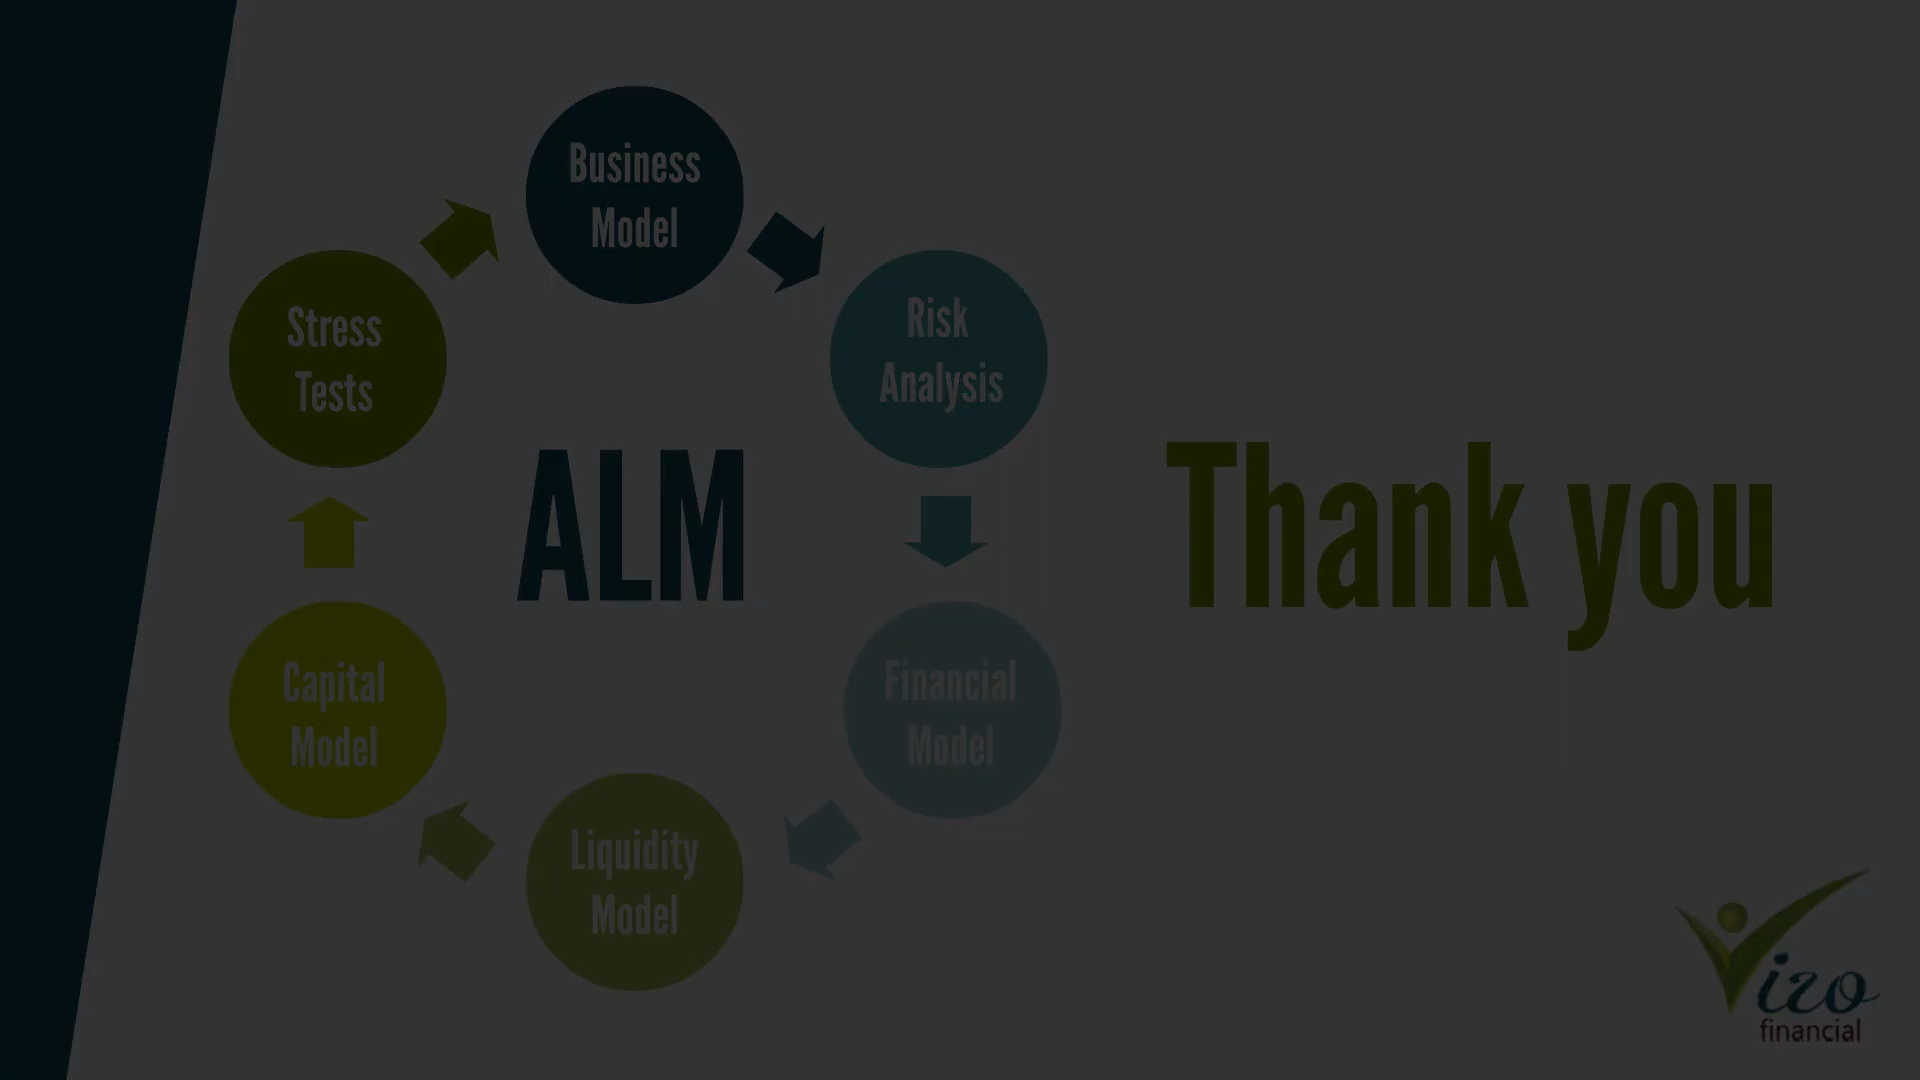 Business
Model
Risk
Analysis
Financial
Model
Liquidity
Model
Capital
Model
Stress
Tests
ALM
Thank you
Vizo
financial